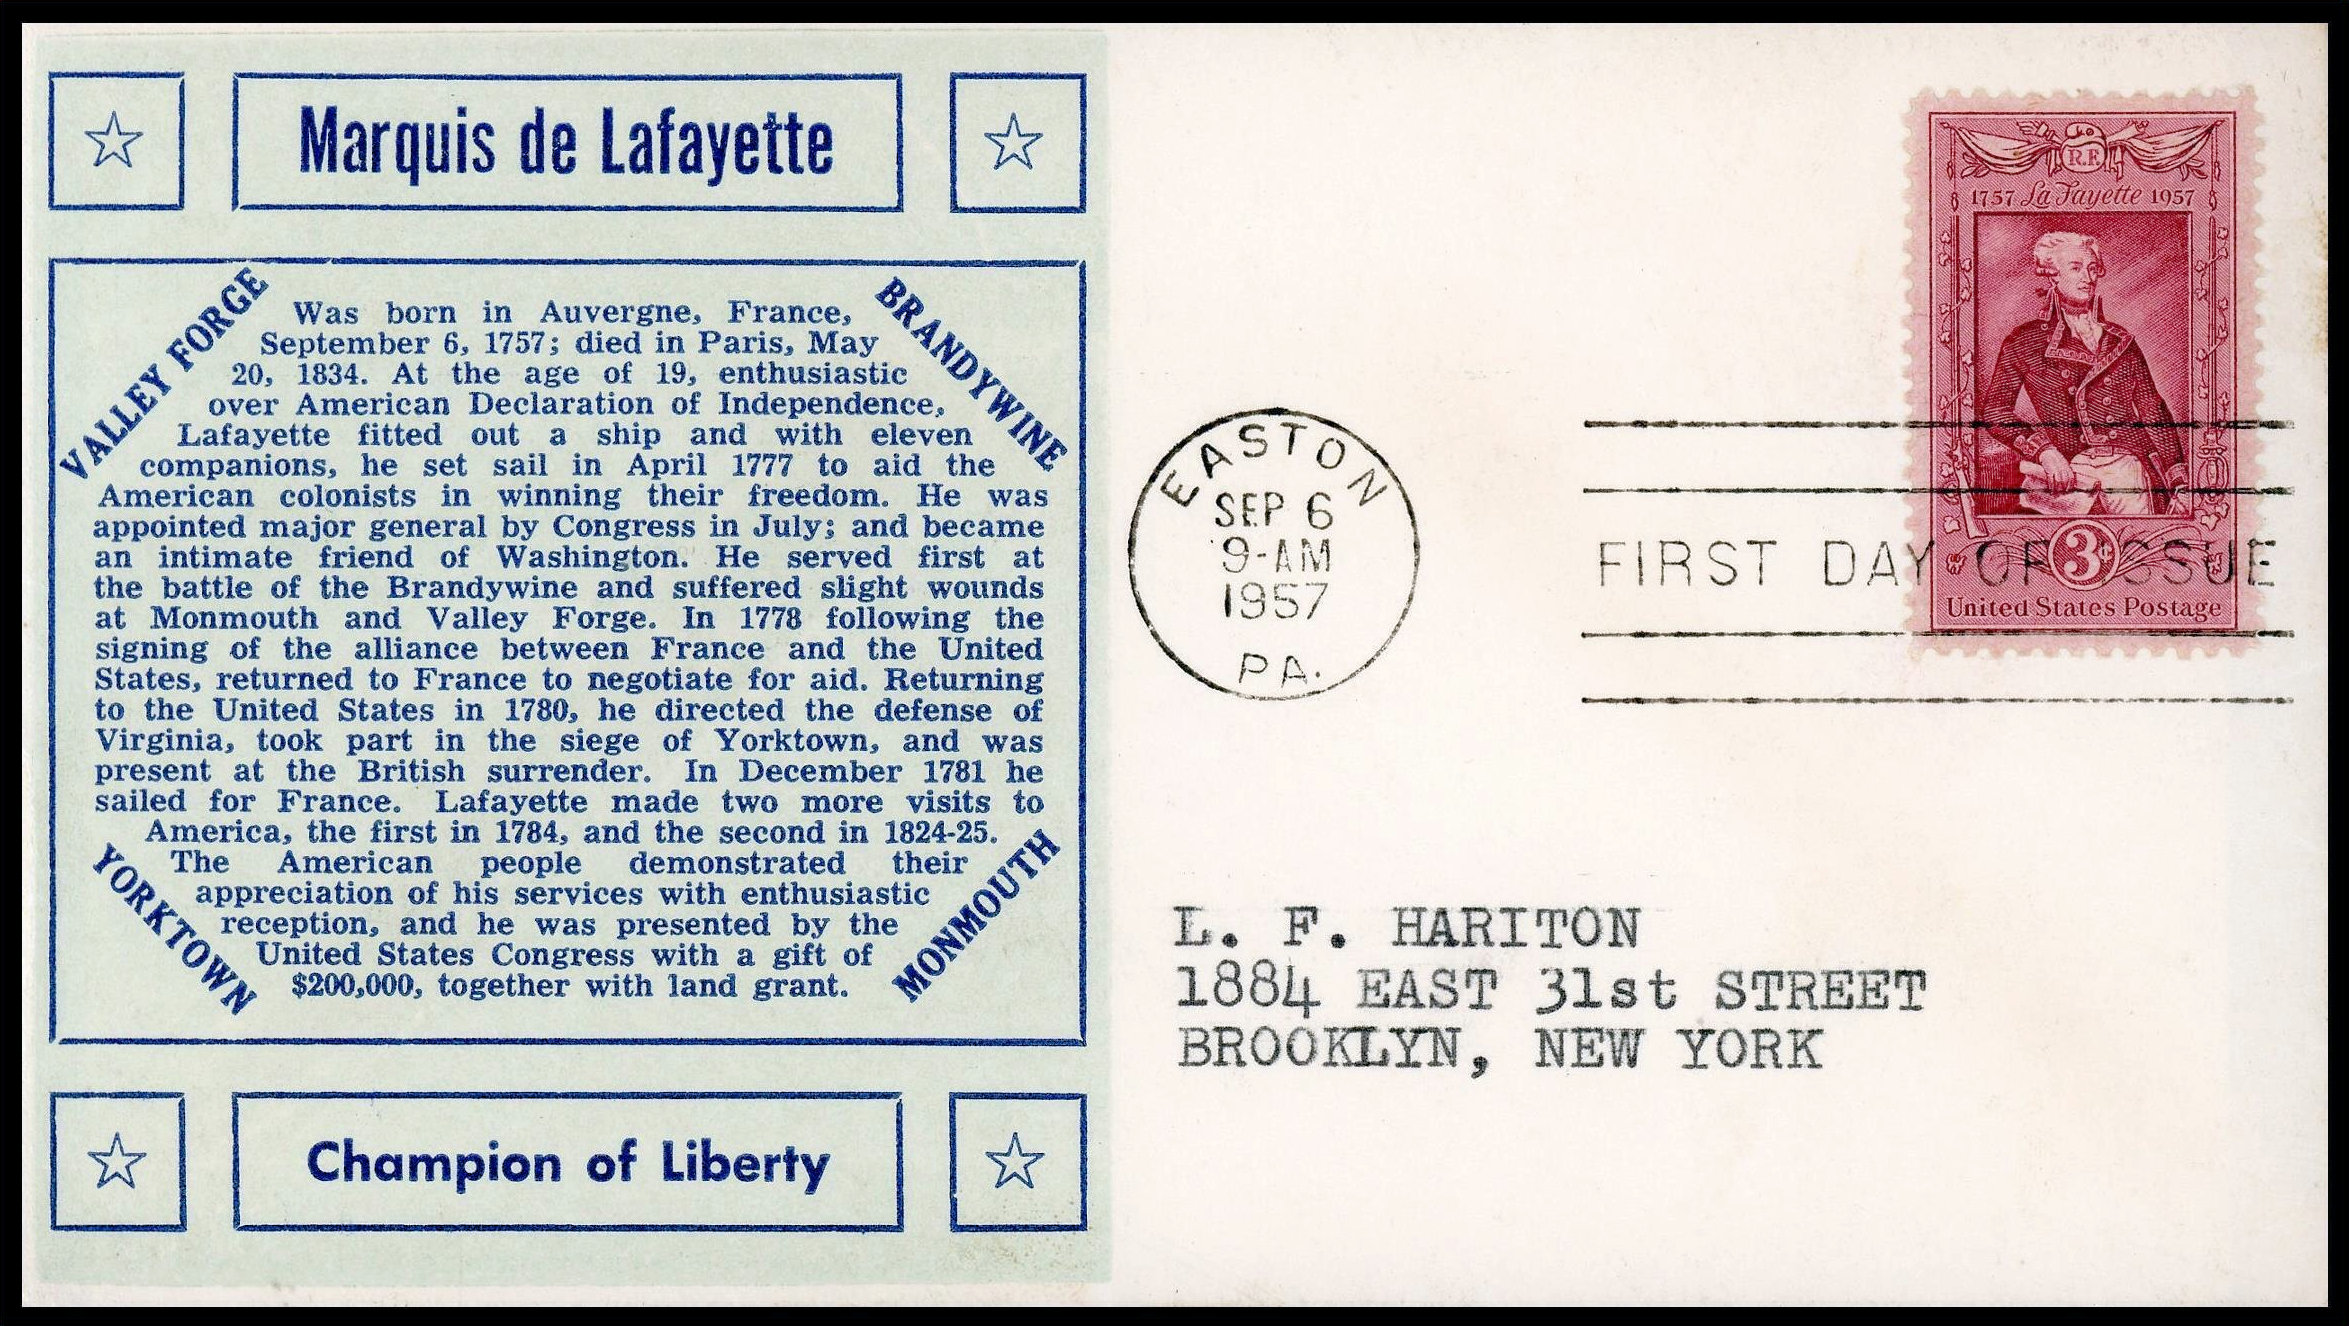 Marquis de Lafayette
VALLEY FORGE
BRANDYWINE
Was born in Auvergne, France,
September 6, 1757; died in Paris, May
20, 1834. At the age of 19, enthusiastic
over American Declaration of Independence,
Lafayette fitted out a ship and with eleven
companions, he set sail in April 1777 to aid the
American colonists in winning their freedom. He was
appointed major general by Congress in July; and became
an intimate friend of Washington. He served first at
the battle of the Brandywine and suffered slight wounds
at Monmouth and Valley Forge. In 1778 following the
signing of the alliance between France and the United
States, returned to France to negotiate for aid. Returning
to the United States in 1780, he directed the defense of
Virginia, took part in the siege of Yorktown, and was
present at the British surrender. In December 1781 he
sailed for France. Lafayette made two more visits to
America, the first in 1784, and the second in 1824-25.
The American people demonstrated their
appreciation of his services with enthusiastic
reception, and he was presented by the
United States Congress with a gift of
$200,000, together with land grant.
YORKTOWN
MONMOUTH
Champion of Liberty
EASTON
SEP 6
9-AM
1957
PA.
R.F.
1757 La Fayette 1957
3¢
United States Postage
FIRST DAY OF ISSUE
L. F. HARITON
1884 EAST 31st STREET
BROOKLYN, NEW YORK